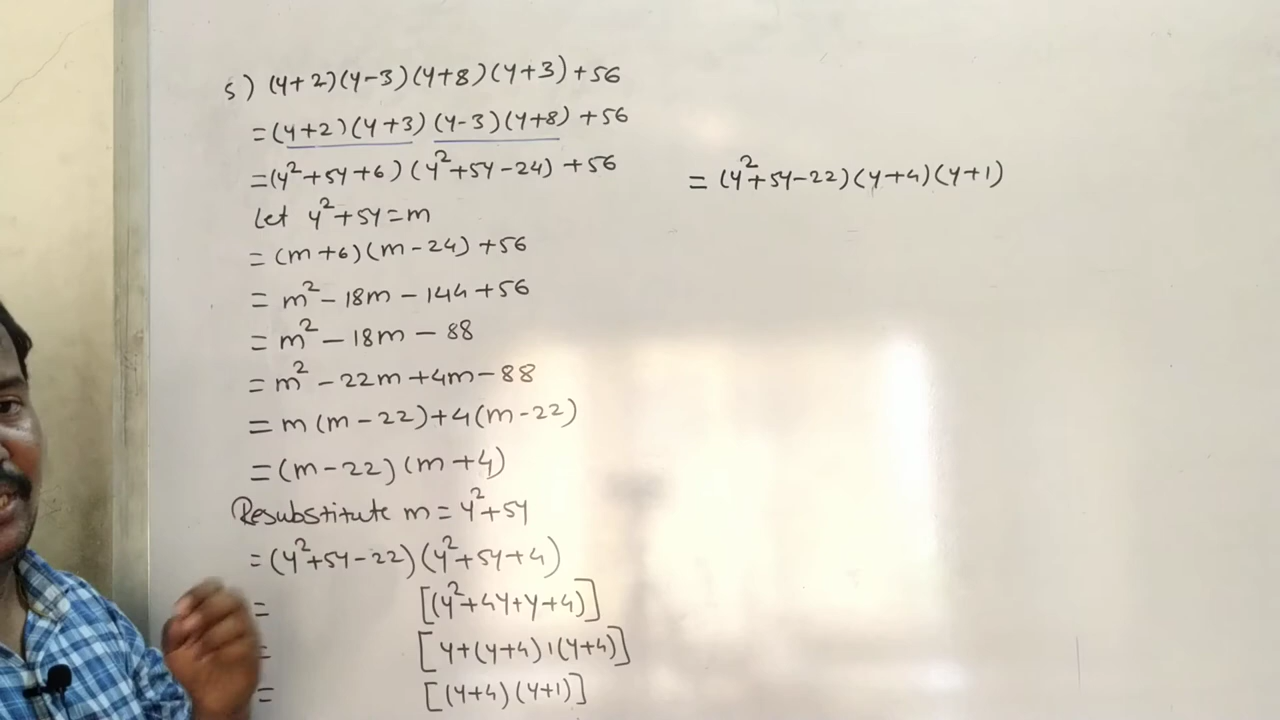 5) (y+2)(y-3)(y+8)(y+3)+56
=(y+2)(y+3)(y-3)(y+8)+56
=(y²+5y+6)(y²+5y-24)+56
Let y²+5y=m
=(m+6)(m-24)+56
= m²-18m-144+56
= m²-18m-88
= m²-22m+4m-88
= m(m-22)+4(m-22)
=(m-22)(m+4)
Resubstitute m=y²+5y
=(y²+5y-22)(y²+5y+4)
= [(y²+4y+y+4)]
= [y+(y+4)1(y+4)]
= [(y+4)(y+1)]
= (y²+5y-22)(y+4)(y+1)